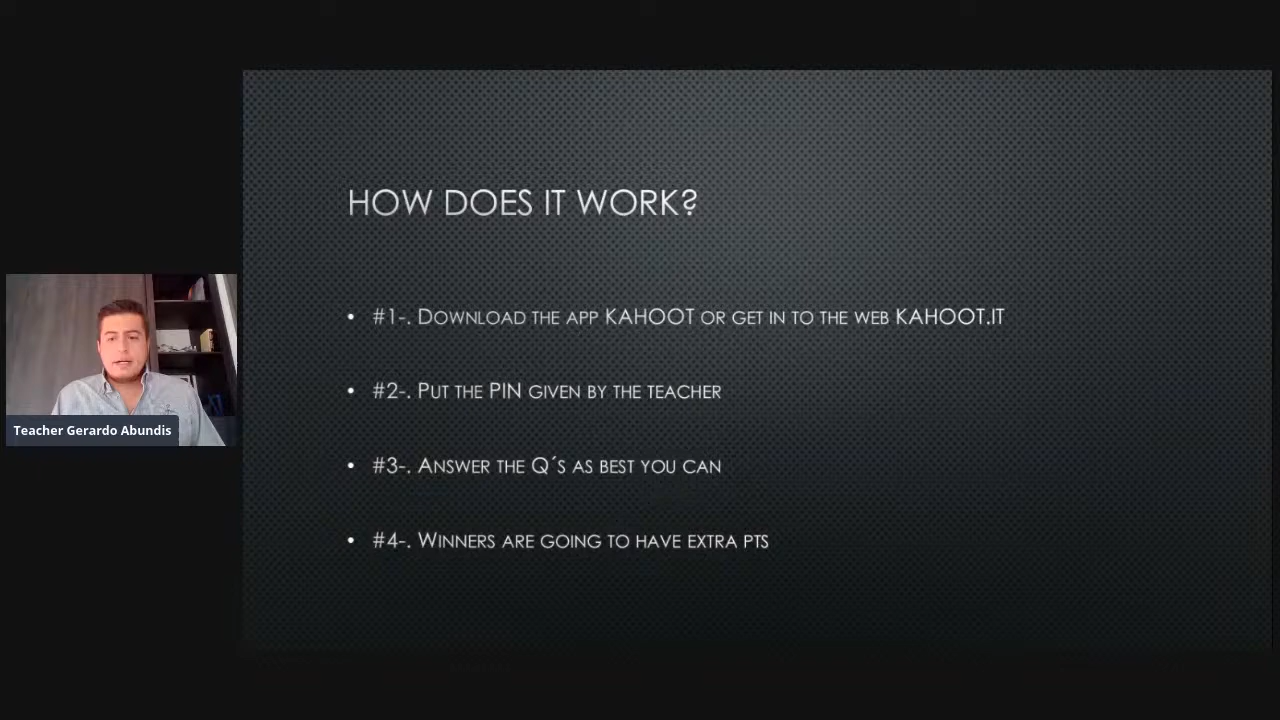 HOW DOES IT WORK?
• #1-. DOWNLOAD THE APP KAHOOT OR GET IN TO THE WEB KAHOOT.IT
• #2-. PUT THE PIN GIVEN BY THE TEACHER
• #3-. ANSWER THE Q´S AS BEST YOU CAN
• #4-. WINNERS ARE GOING TO HAVE EXTRA PTS
Teacher Gerardo Abundis